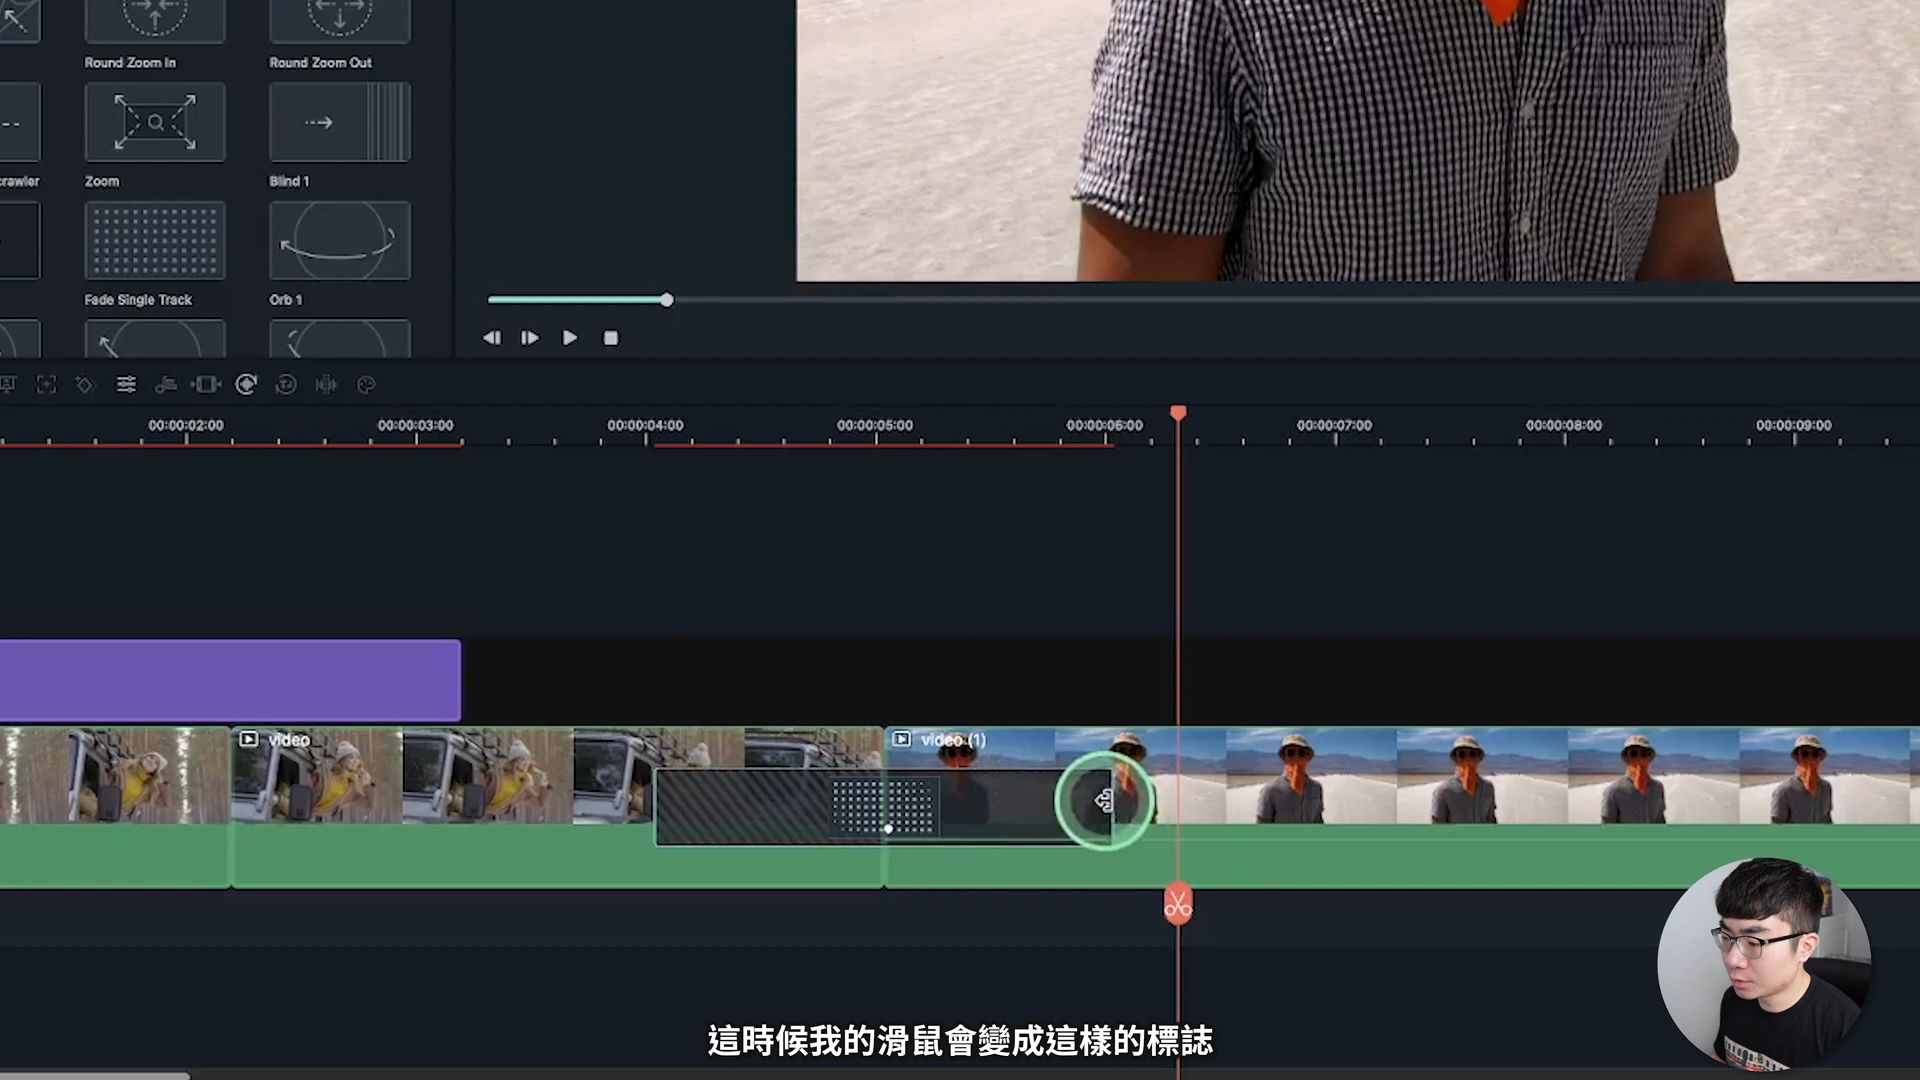 Round Zoom In
Round Zoom Out
rawler
Zoom
Blind 1
Fade Single Track
Orb 1
00:00:02:00
00:00:03:00
00:00:04:00
00:00:05:00
00:00:06:00
00:00:07:00
00:00:08:00
00:00:09:00
video
video (1)
這時候我的滑鼠會變成這樣的標誌